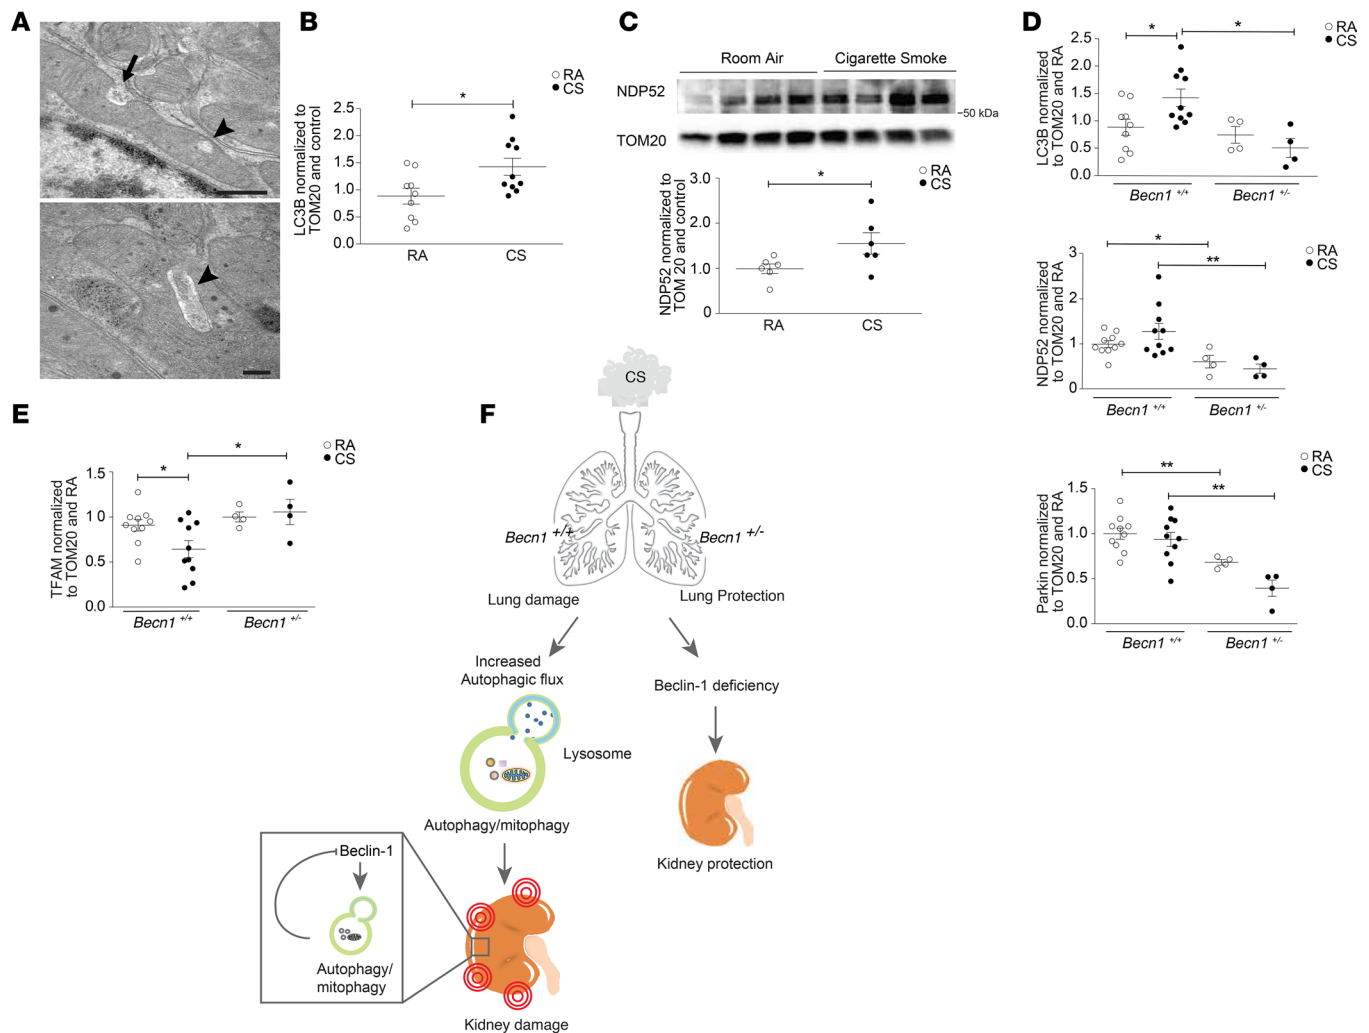 A
B
RA
CS
LC3B normalized to
TOM20 and control
2.5
2.0
1.5
1.0
0.5
0.0
*
RA
CS
C
Room Air
Cigarette Smoke
NDP52
−50 kDa
TOM20
RA
CS
NDP52 normalized to
TOM 20 and control
3.0
2.0
1.0
0
*
RA
CS
D
RA
CS
LC3B normalized
to TOM20 and RA
2.5
2.0
1.5
1.0
0.5
0.0
*
*
Becn1 +/+
Becn1 +/-
RA
CS
NDP52 normalized
to TOM20 and RA
3
2
1
0
*
**
Becn1 +/+
Becn1 +/-
RA
CS
Parkin normalized
to TOM20 and RA
1.5
1.0
0.5
0.0
**
**
Becn1 +/+
Becn1 +/-
E
RA
CS
TFAM normalized
to TOM20 and RA
1.5
1.0
0.5
0.0
*
*
Becn1 +/+
Becn1 +/-
F
CS
Becn1 +/+
Becn1 +/-
Lung damage
Lung Protection
Increased
Autophagic flux
Lysosome
Autophagy/mitophagy
Beclin-1 deficiency
Kidney protection
Beclin-1
Autophagy/
mitophagy
Kidney damage